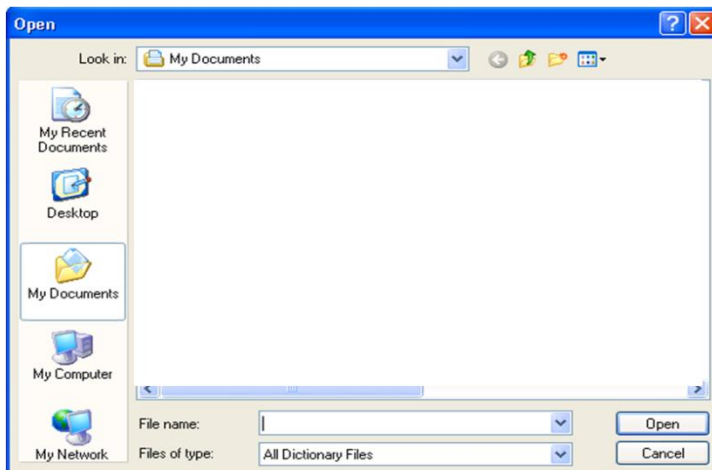 Open
Look in: My Documents
My Recent
Documents
Desktop
My Documents
My Computer
My Network
File name:
Open
Files of type: All Dictionary Files
Cancel